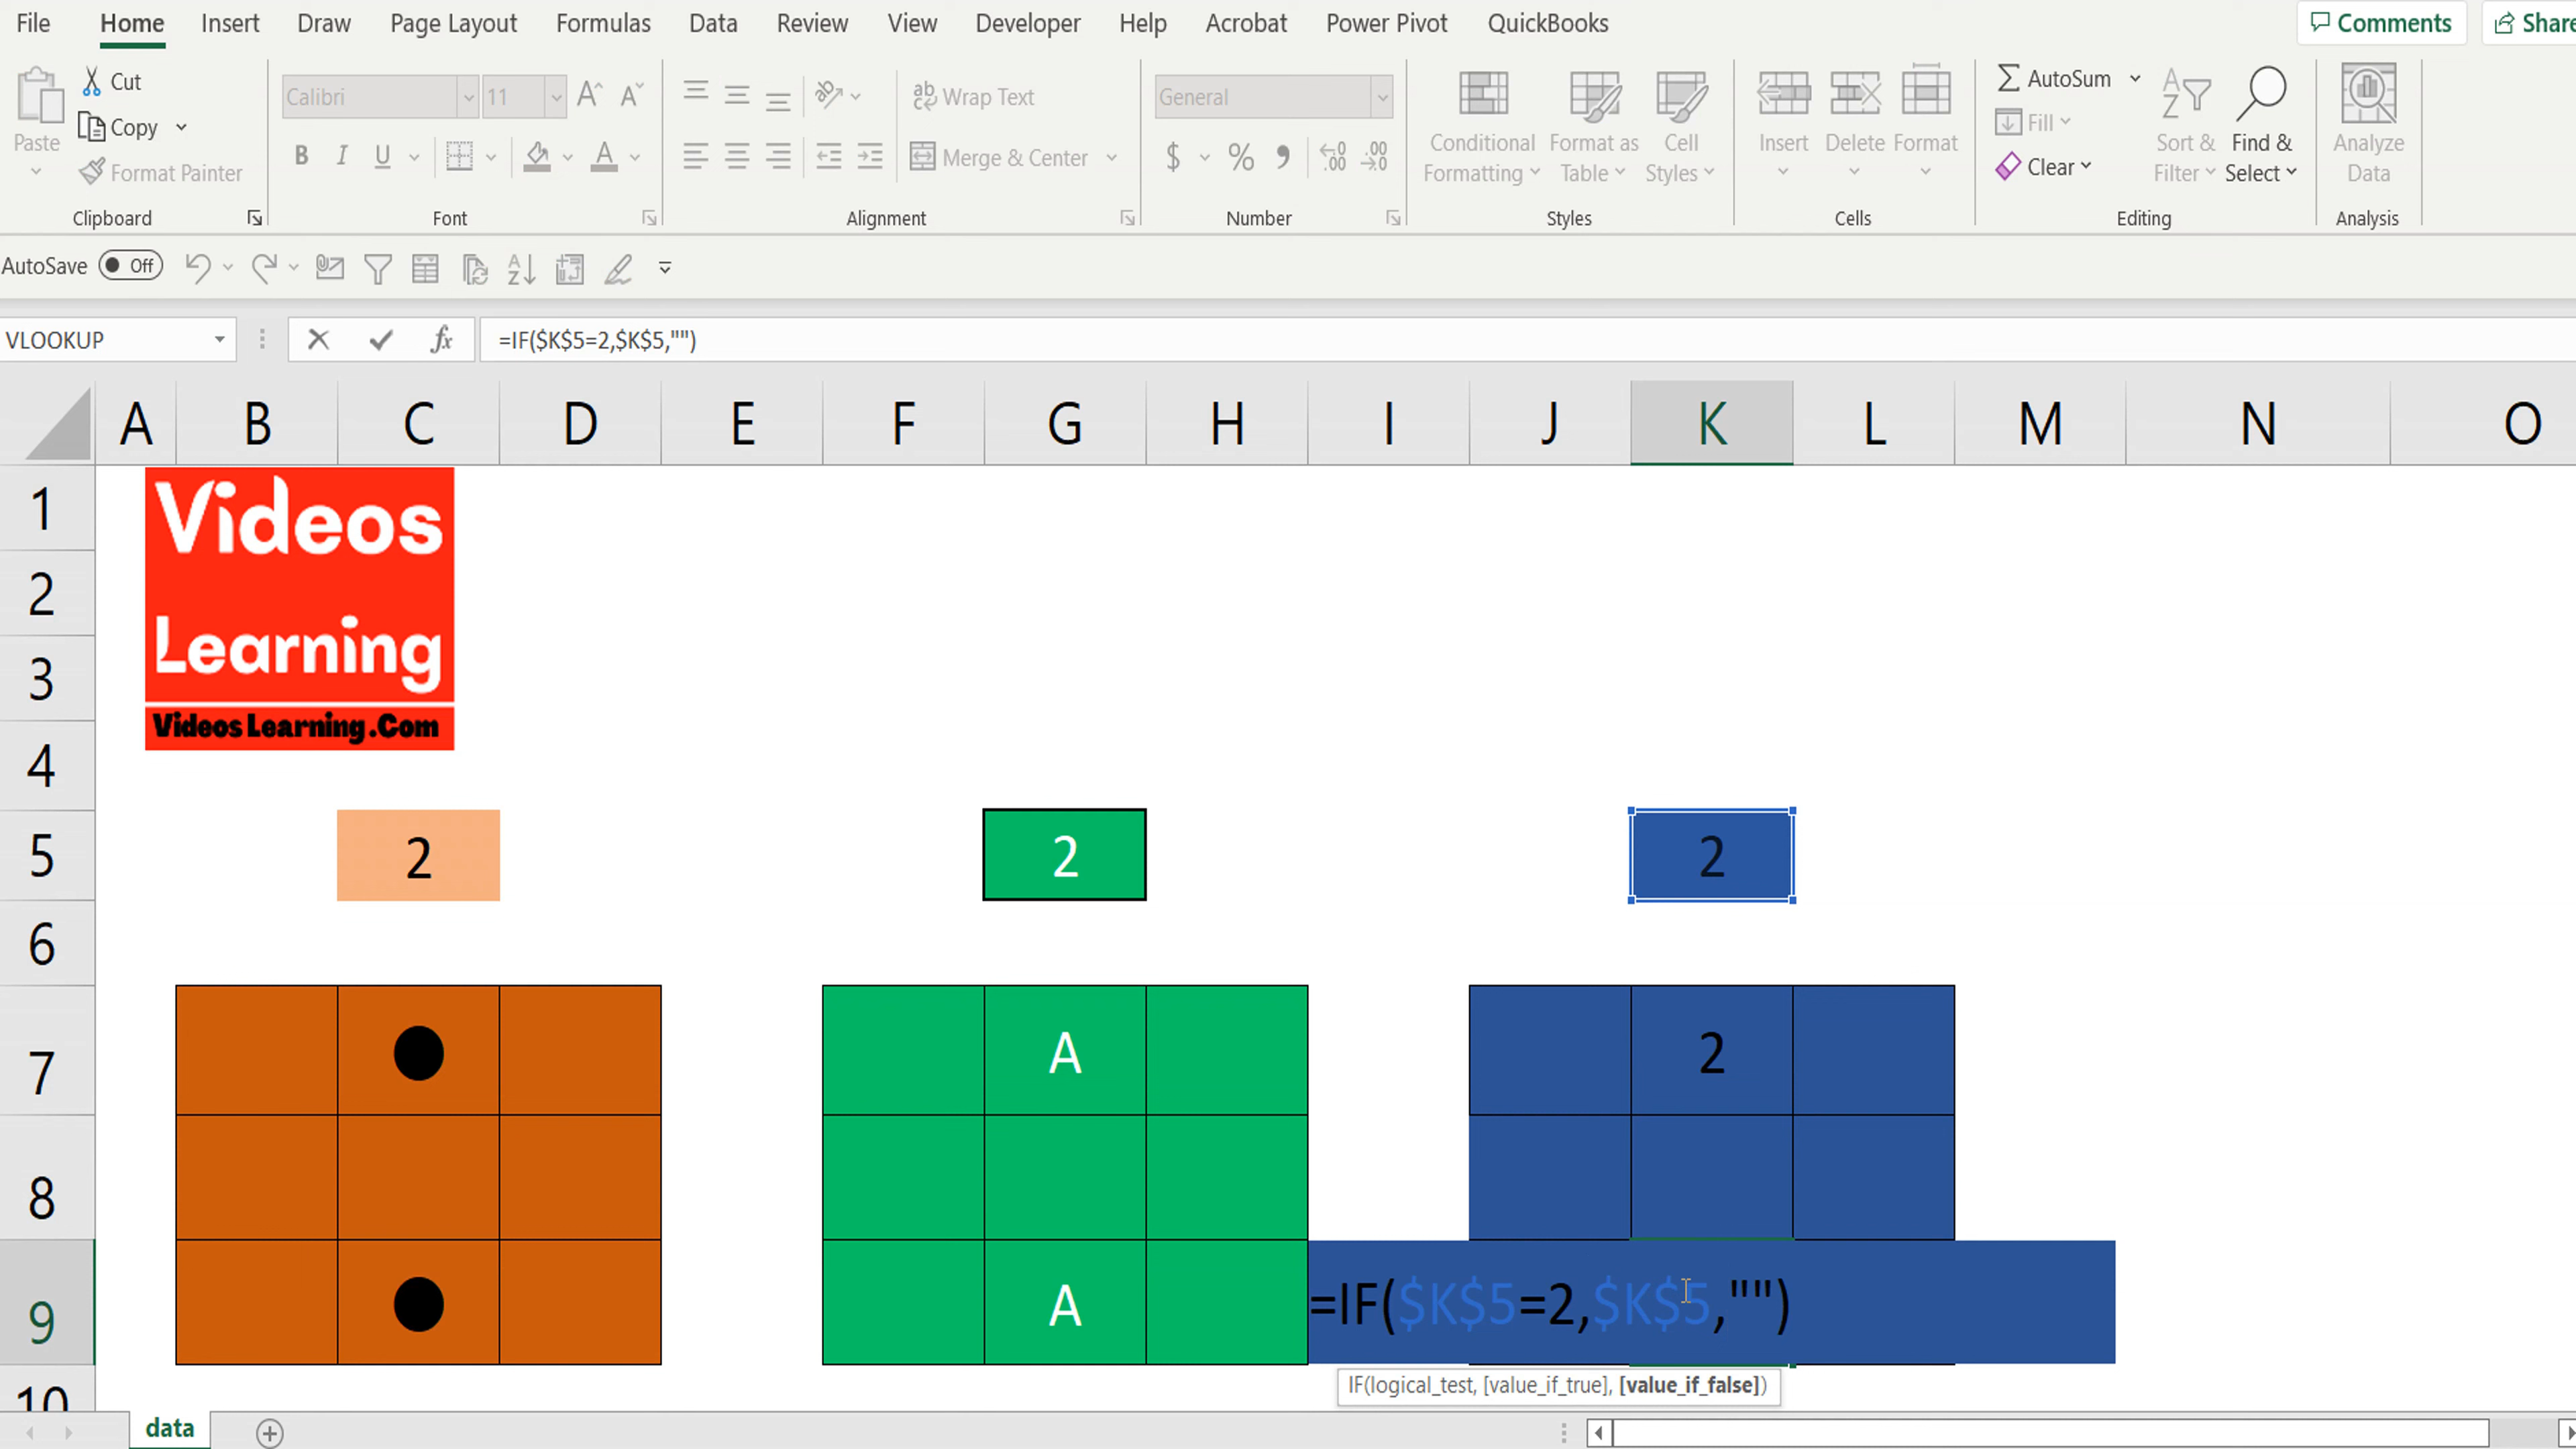 File Home Insert Draw Page Layout Formulas Data Review View Developer Help Acrobat Power Pivot QuickBooks Comments Share
Cut
Copy
Format Painter
Paste
Calibri 11
Wrap Text
Merge & Center
General
Conditional Formatting
Format as Table
Cell Styles
Insert Delete Format
AutoSum
Fill
Clear
Sort & Filter
Find & Select
Analyze Data
Clipboard Font Alignment Number Styles Cells Editing Analysis
AutoSave Off
VLOOKUP =IF($K$5=2,$K$5,"")
A B C D E F G H I J K L M N O
1
Videos
2
Learning
3
Videos Learning .Com
4
5 2 2 2
6
7 A 2
8
9 A =IF($K$5=2,$K$5,"")
IF(logical_test, [value_if_true], [value_if_false])
10
data